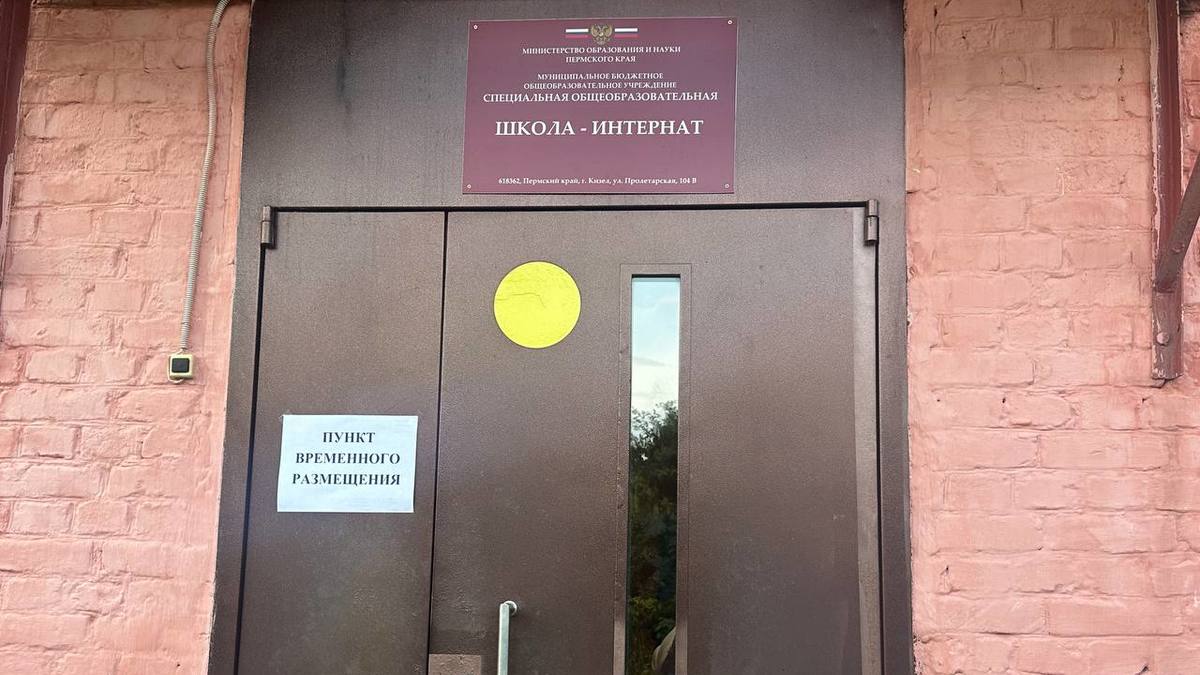 МИНИСТЕРСТВО ОБРАЗОВАНИЯ И НАУКИ
ПЕРМСКОГО КРАЯ
МУНИЦИПАЛЬНОЕ БЮДЖЕТНОЕ
ОБЩЕОБРАЗОВАТЕЛЬНОЕ УЧРЕЖДЕНИЕ
СПЕЦИАЛЬНАЯ ОБЩЕОБРАЗОВАТЕЛЬНАЯ
ШКОЛА - ИНТЕРНАТ
618362, Пермский край, г. Кизел, ул. Пролетарская, 104 В
ПУНКТ
ВРЕМЕННОГО
РАЗМЕЩЕНИЯ